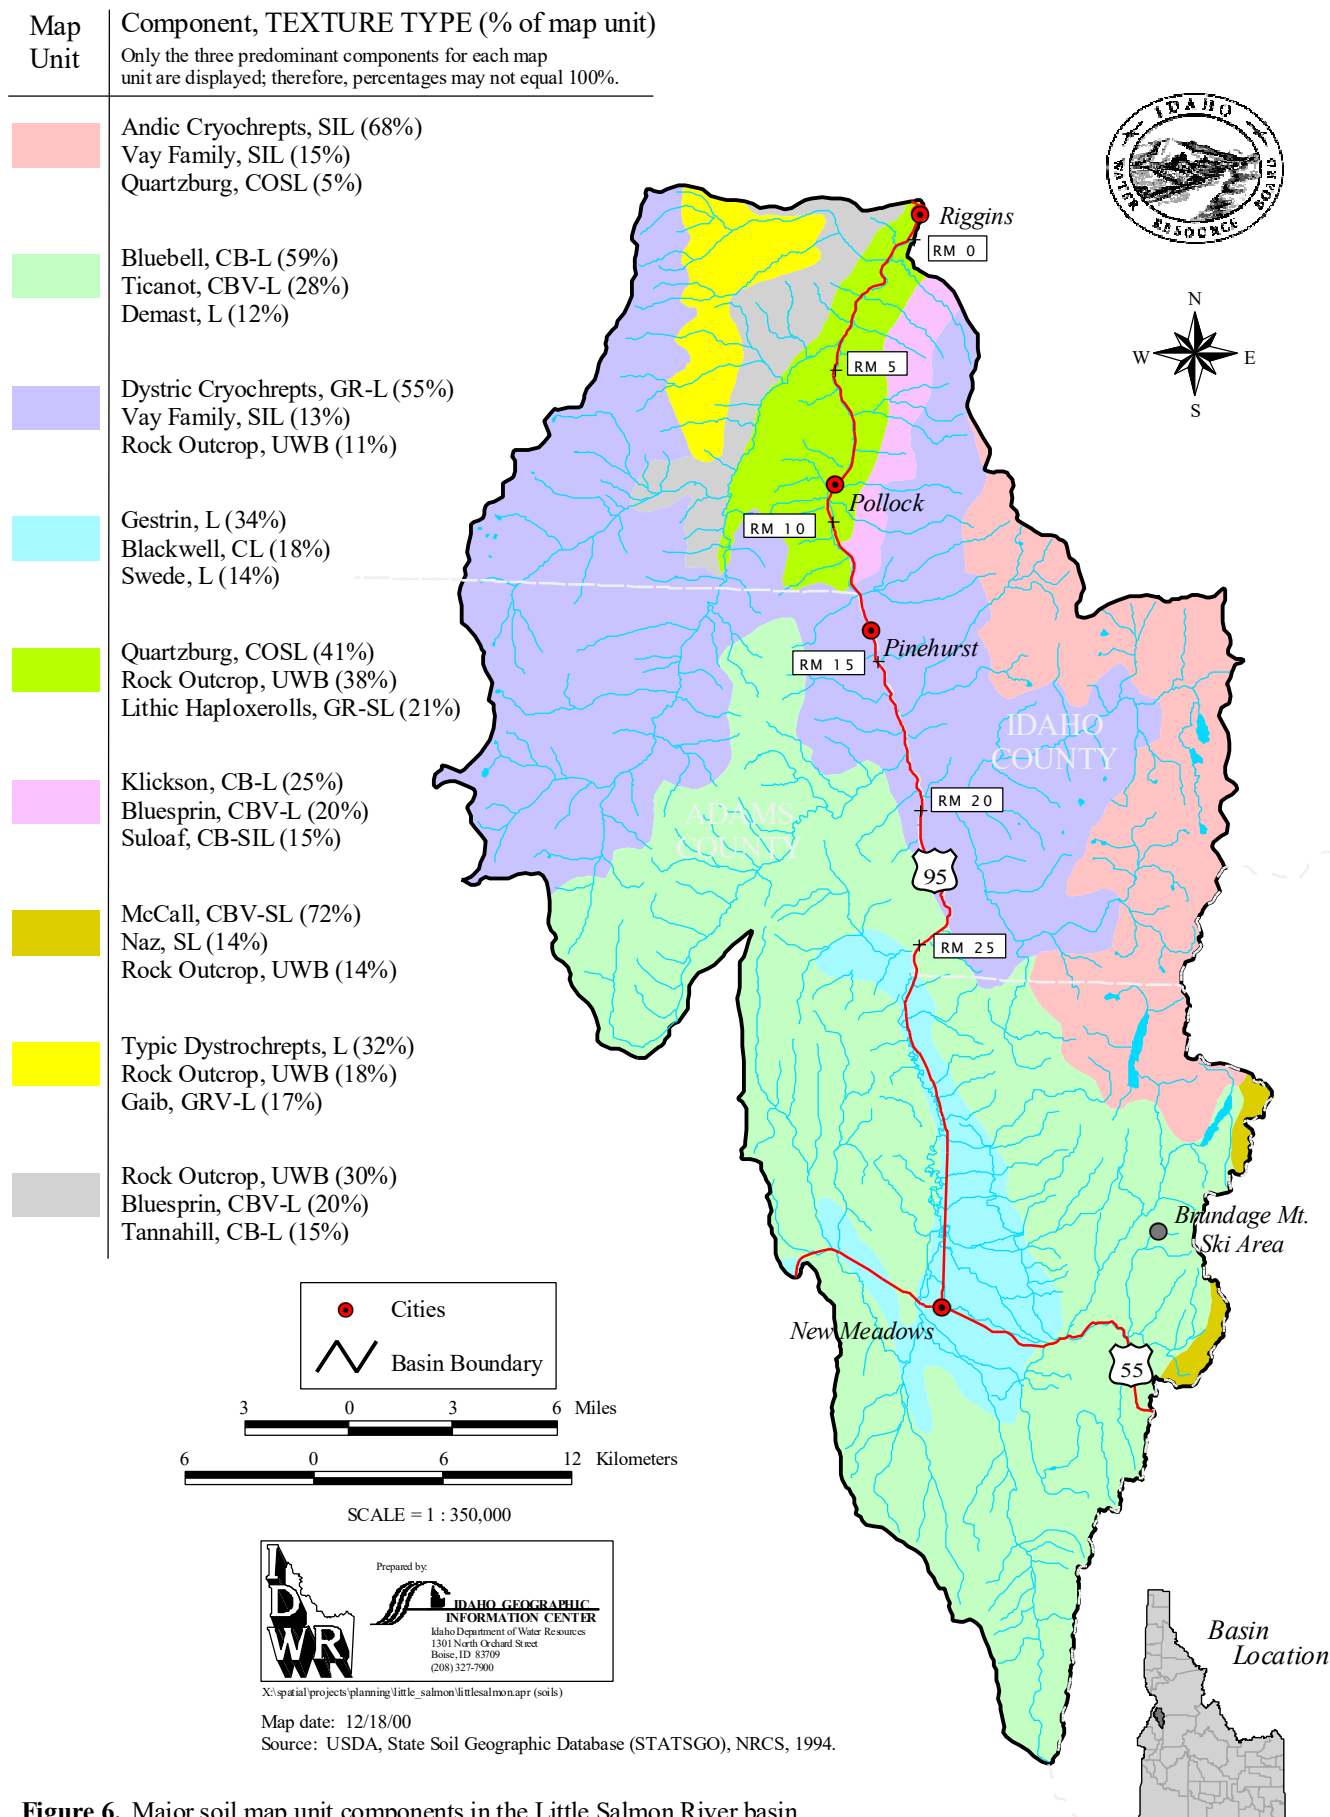 Map
Unit
Component, TEXTURE TYPE (% of map unit)
Only the three predominant components for each map
unit are displayed; therefore, percentages may not equal 100%.
Andic Cryochrepts, SIL (68%)
Vay Family, SIL (15%)
Quartzburg, COSL (5%)
Bluebell, CB-L (59%)
Ticanot, CBV-L (28%)
Demast, L (12%)
Dystric Cryochrepts, GR-L (55%)
Vay Family, SIL (13%)
Rock Outcrop, UWB (11%)
Gestrin, L (34%)
Blackwell, CL (18%)
Swede, L (14%)
Quartzburg, COSL (41%)
Rock Outcrop, UWB (38%)
Lithic Haploxerolls, GR-SL (21%)
Klickson, CB-L (25%)
Bluesprin, CBV-L (20%)
Suloaf, CB-SIL (15%)
McCall, CBV-SL (72%)
Naz, SL (14%)
Rock Outcrop, UWB (14%)
Typic Dystrochrepts, L (32%)
Rock Outcrop, UWB (18%)
Gaib, GRV-L (17%)
Rock Outcrop, UWB (30%)
Bluesprin, CBV-L (20%)
Tannahill, CB-L (15%)
IDAHO
WATER RESOURCE BOARD
N
W E
S
Riggins
RM 0
RM 5
Pollock
RM 10
Pinehurst
RM 15
IDAHO
COUNTY
RM 20
ADAMS
COUNTY
95
RM 25
Brundage Mt.
Ski Area
New Meadows
55
Cities
Basin Boundary
3 0 3 6 Miles
6 0 6 12 Kilometers
SCALE = 1 : 350,000
IDWR
Prepared by:
IDAHO GEOGRAPHIC
INFORMATION CENTER
Idaho Department of Water Resources
1301 North Orchard Street
Boise, ID 83709
(208) 327-7900
X:\spatial\projects\planning\little_salmon\littlesalmon.apr (soils)
Map date: 12/18/00
Source: USDA, State Soil Geographic Database (STATSGO), NRCS, 1994.
Basin
Location
Figure 6. Major soil map unit components in the Little Salmon River basin